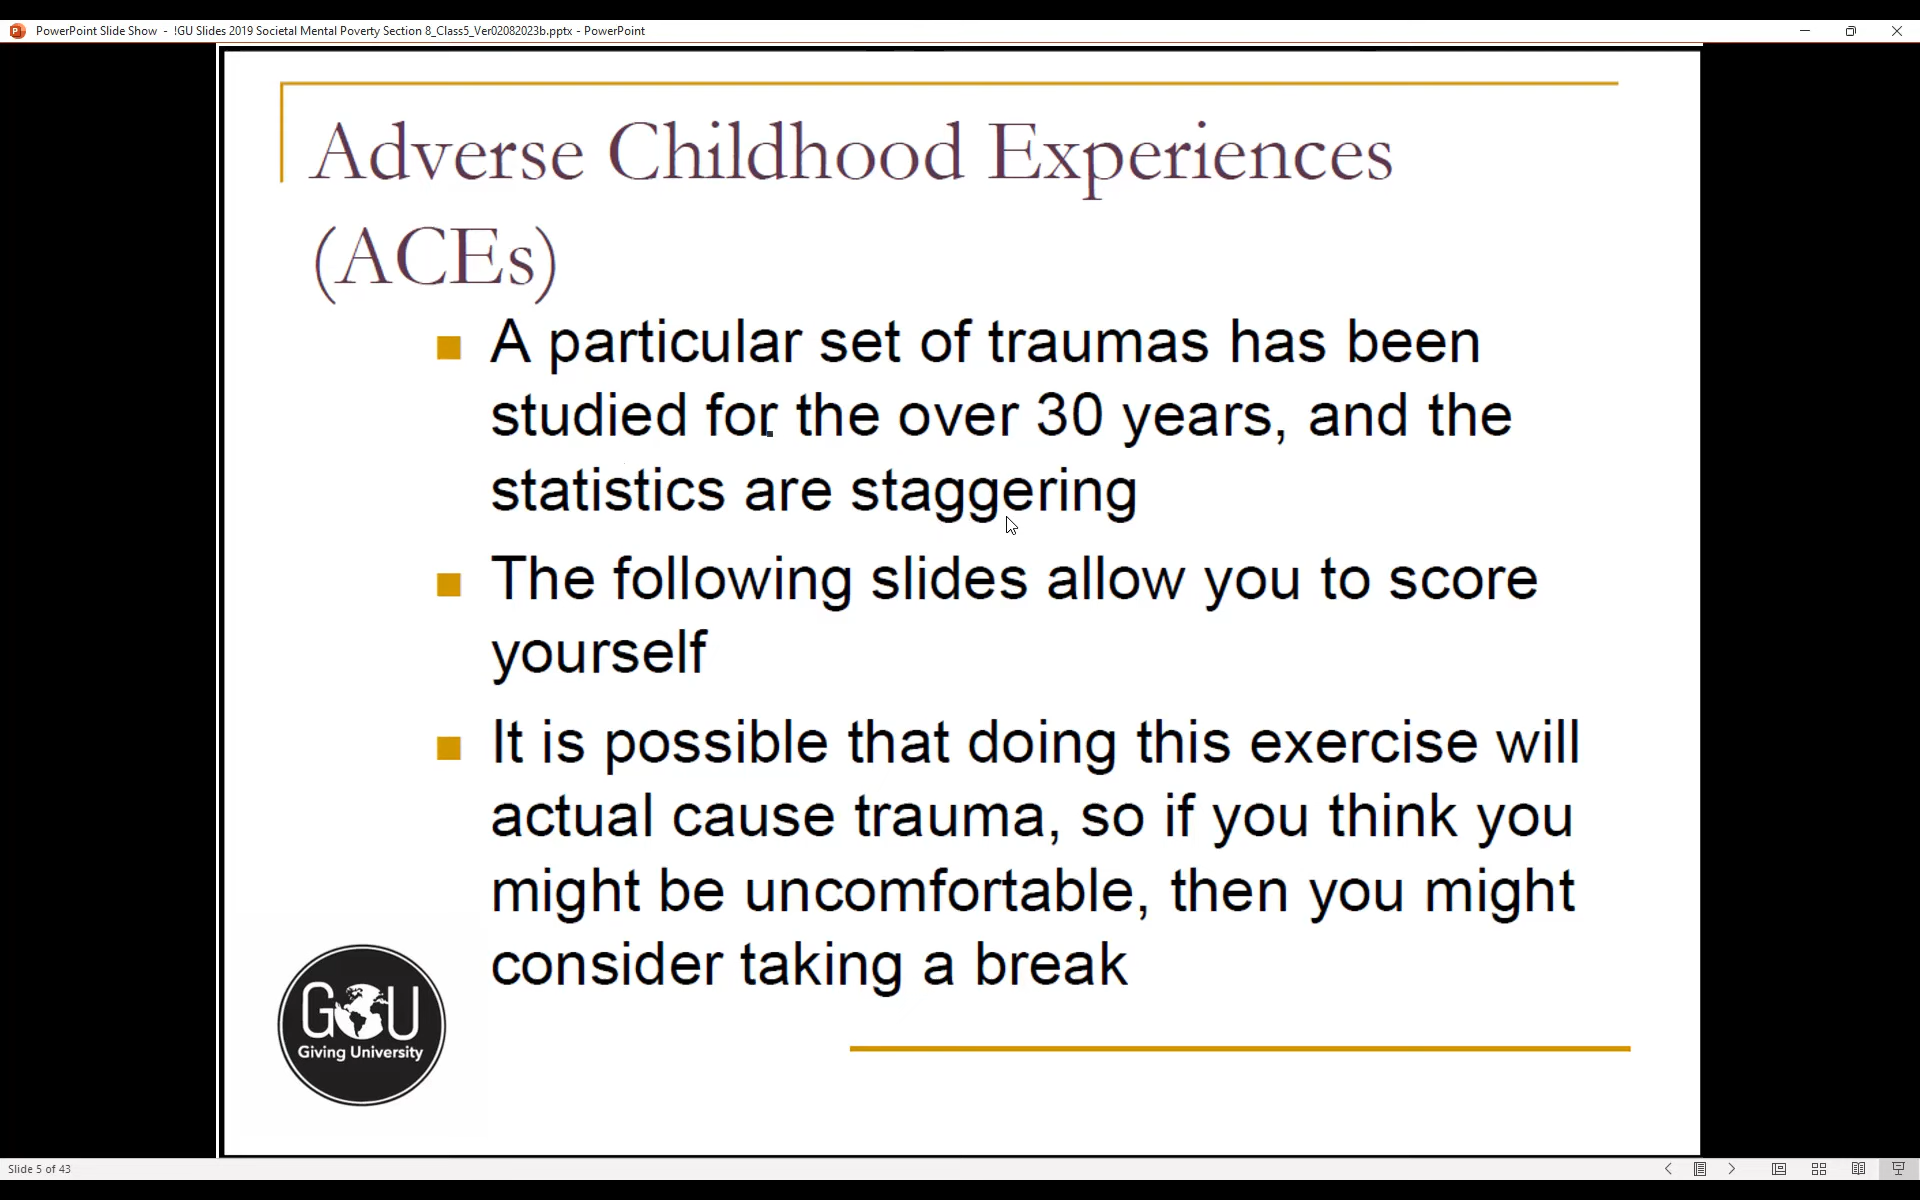 PowerPoint Slide Show - !GU Slides 2019 Societal Mental Poverty Section 8_Class5_Ver02082023b.pptx - PowerPoint
Adverse Childhood Experiences
(ACEs)
A particular set of traumas has been
studied for the over 30 years, and the
statistics are staggering
The following slides allow you to score
yourself
It is possible that doing this exercise will
actual cause trauma, so if you think you
might be uncomfortable, then you might
consider taking a break
GU
Giving University
Slide 5 of 43